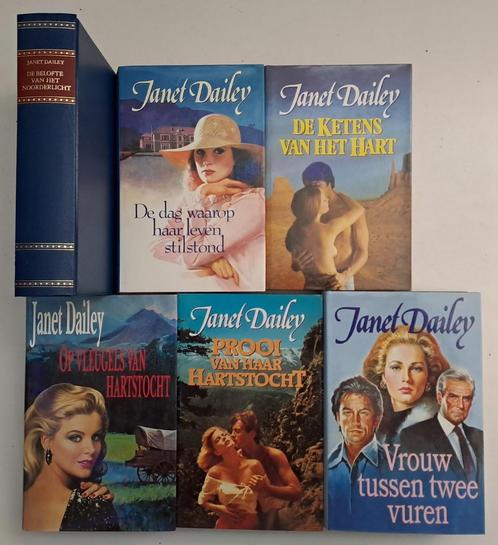 JANET DAILEY
DE BELOFTE
VAN HET
NOORDERLICHT
Janet Dailey
De dag waarop
haar leven
stilstond
Janet Dailey
DE KETENS
VAN HET HART
Janet Dailey
OP VLEUGELS VAN
HARTSTOCHT
Janet Dailey
PROOI
VAN HAAR
HARTSTOCHT
Janet Dailey
Vrouw
tussen twee
vuren